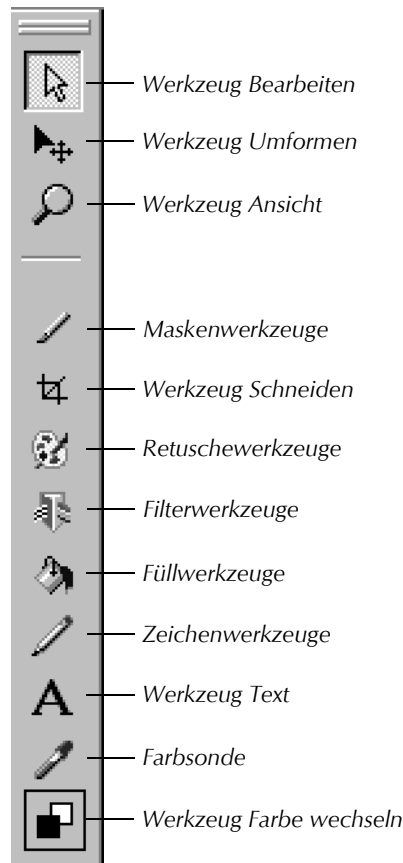 Werkzeug Bearbeiten
Werkzeug Umformen
Werkzeug Ansicht
Maskenwerkzeuge
Werkzeug Schneiden
Retuschewerkzeuge
Filterwerkzeuge
Füllwerkzeuge
Zeichenwerkzeuge
Werkzeug Text
Farbsonde
Werkzeug Farbe wechseln